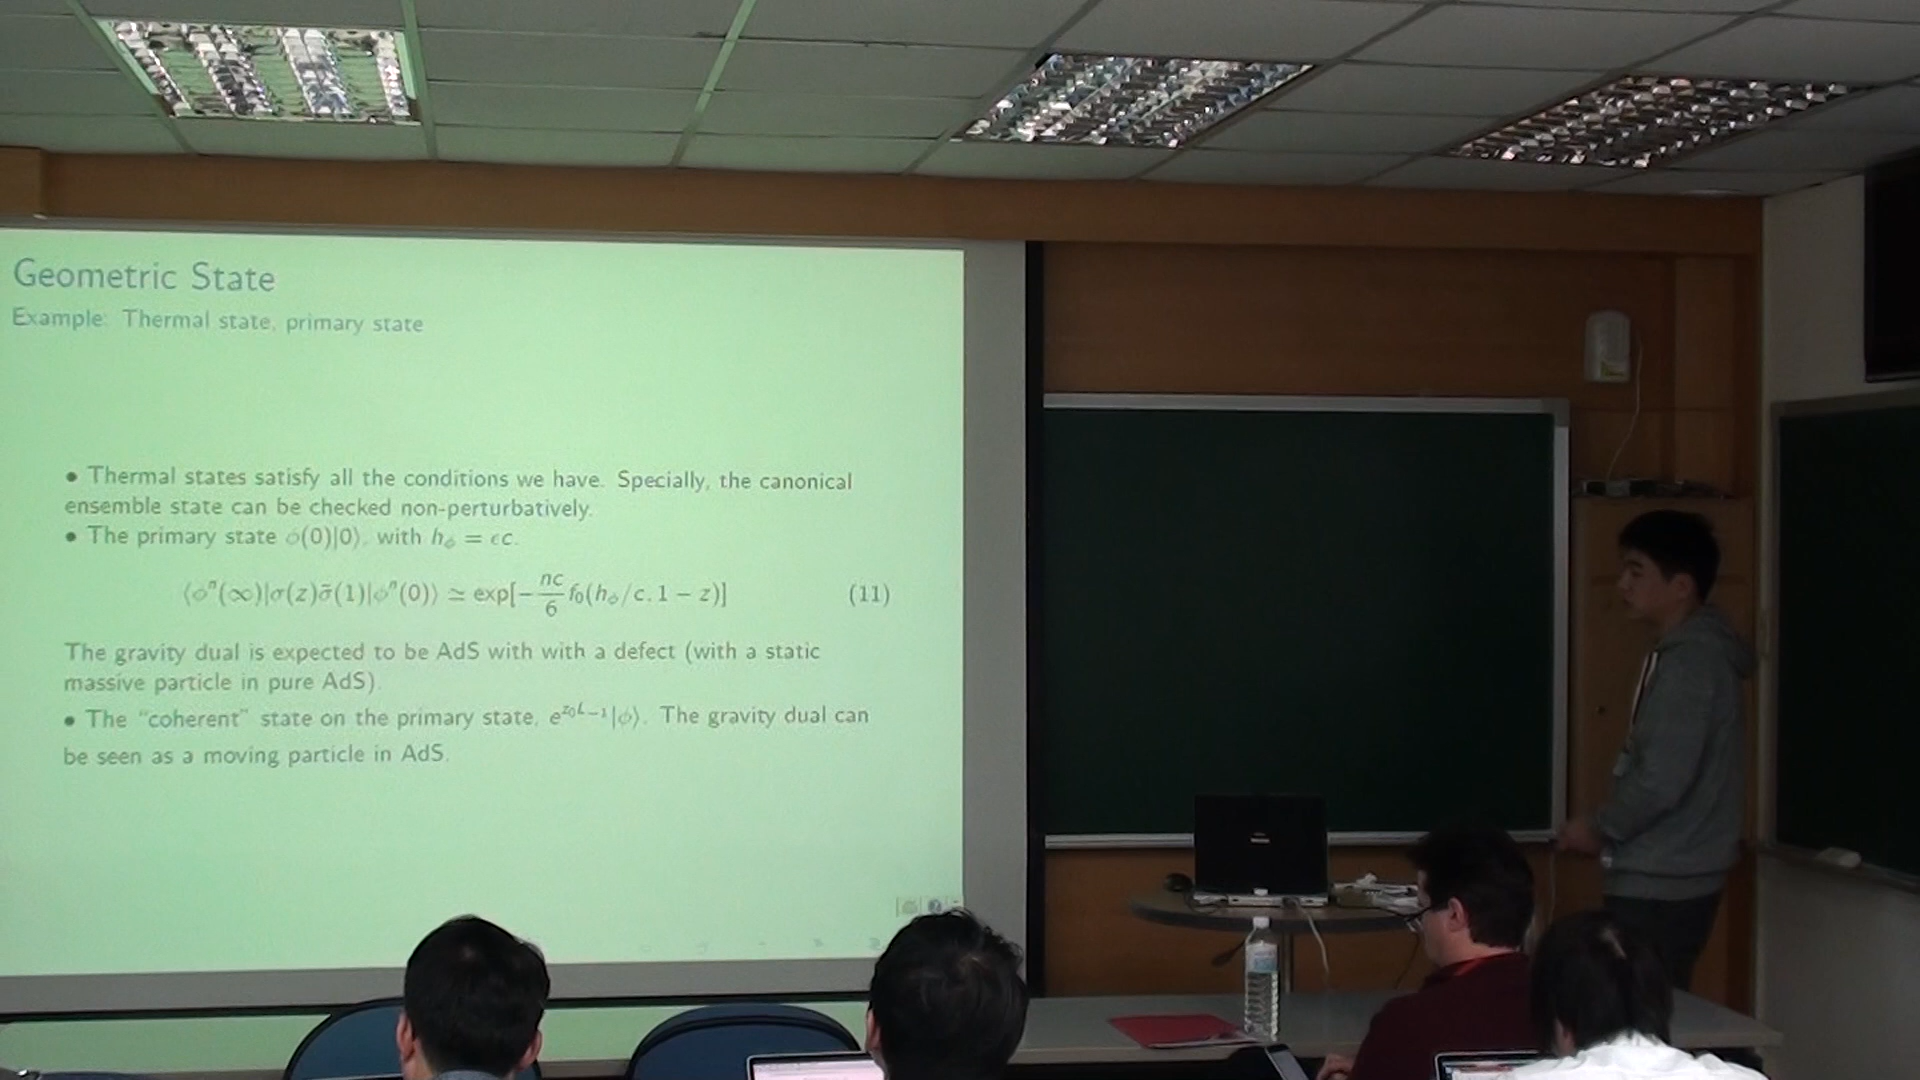 Geometric State
Example: Thermal state, primary state
• Thermal states satisfy all the conditions we have. Specially, the canonical
ensemble state can be checked non-perturbatively.
• The primary state ϕ(0)|0⟩, with h_ϕ = ϵc.
⟨ϕⁿ(∞)|σ(z)σ̃(1)|ϕⁿ(0)⟩ ≃ exp[−nc/6 f₀(h_ϕ/c, 1 − z)] (11)
The gravity dual is expected to be AdS with with a defect (with a static
massive particle in pure AdS).
• The "coherent" state on the primary state, e^{z₀L₋₁}|ϕ⟩. The gravity dual can
be seen as a moving particle in AdS.